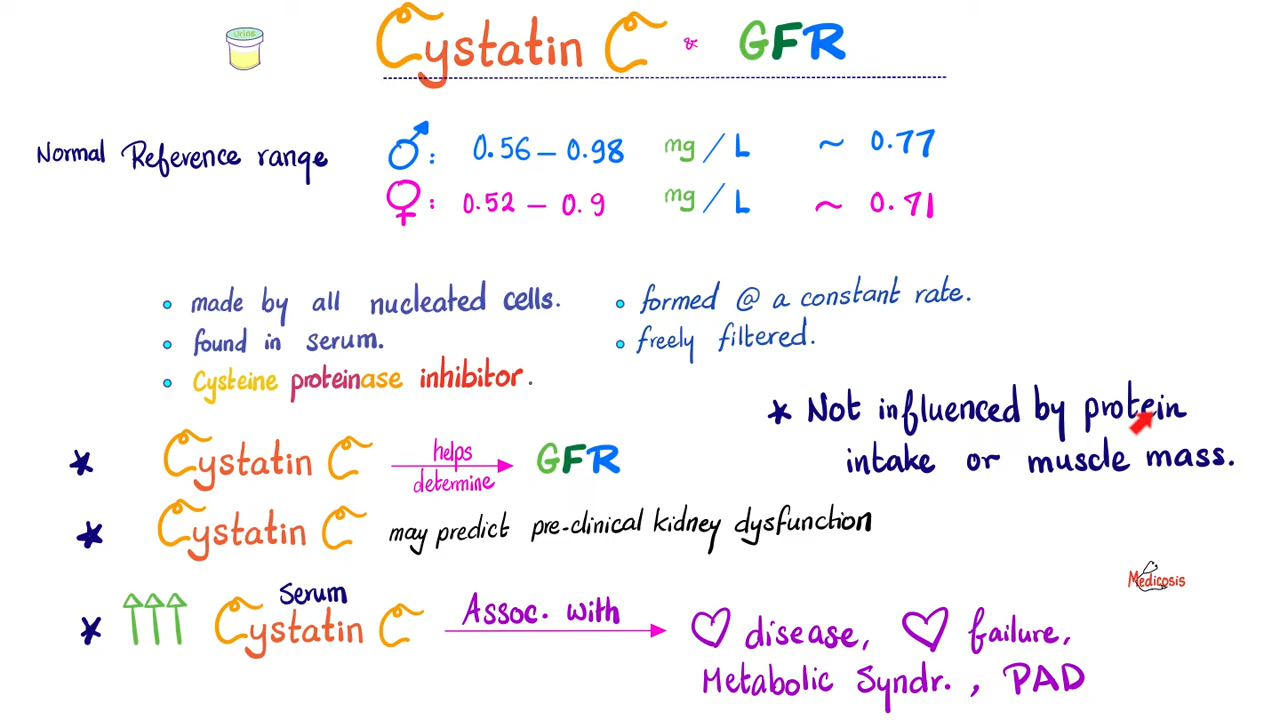 Urine
Cystatin C & GFR
Normal Reference range
♂: 0.56 – 0.98 mg / L ~ 0.77
♀: 0.52 – 0.9 mg / L ~ 0.71
• made by all nucleated cells.
• found in serum.
• Cysteine proteinase inhibitor.
• formed @ a constant rate.
• freely filtered.
* Not influenced by protein
intake or muscle mass.
* Cystatin C helps determine GFR
* Cystatin C may predict pre-clinical kidney dysfunction
Medicosis
* ↑↑↑ Serum Cystatin C Assoc. with → ♡ disease, ♡ failure,
Metabolic Syndr., PAD